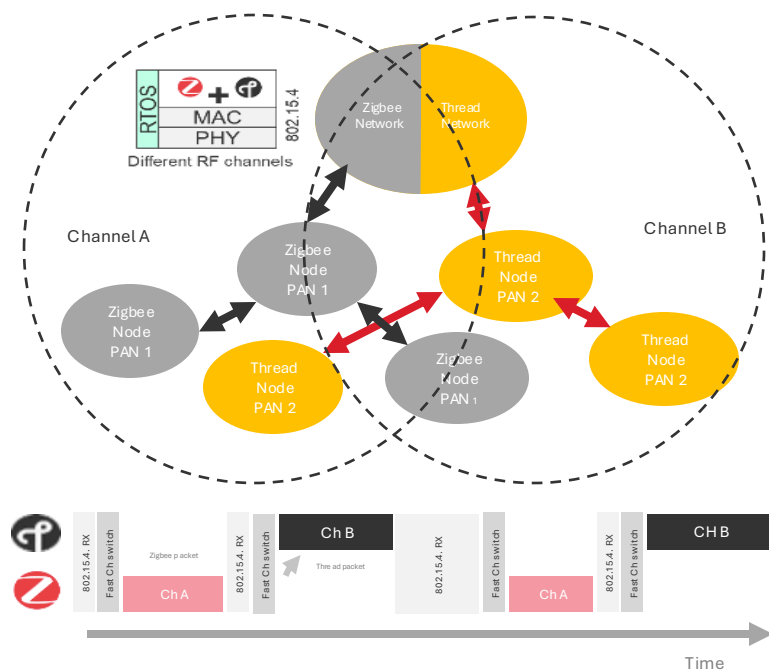 RTOS
+
MAC
PHY
802.15.4
Different RF channels
Zigbee
Network
Thread
Network
Channel A
Channel B
Zigbee
Node
PAN 1
Thread
Node
PAN 2
Zigbee
Node
PAN 1
Thread
Node
PAN 2
Zigbee
Node
PAN 1
Thread
Node
PAN 2
802.15.4. RX
Fast Ch switch
Zigbee packet
Ch A
802.15.4. RX
Fast Ch switch
Ch B
Thread packet
802.15.4. RX
Fast Ch switch
Ch A
802.15.4. RX
Fast Ch switch
CH B
Time